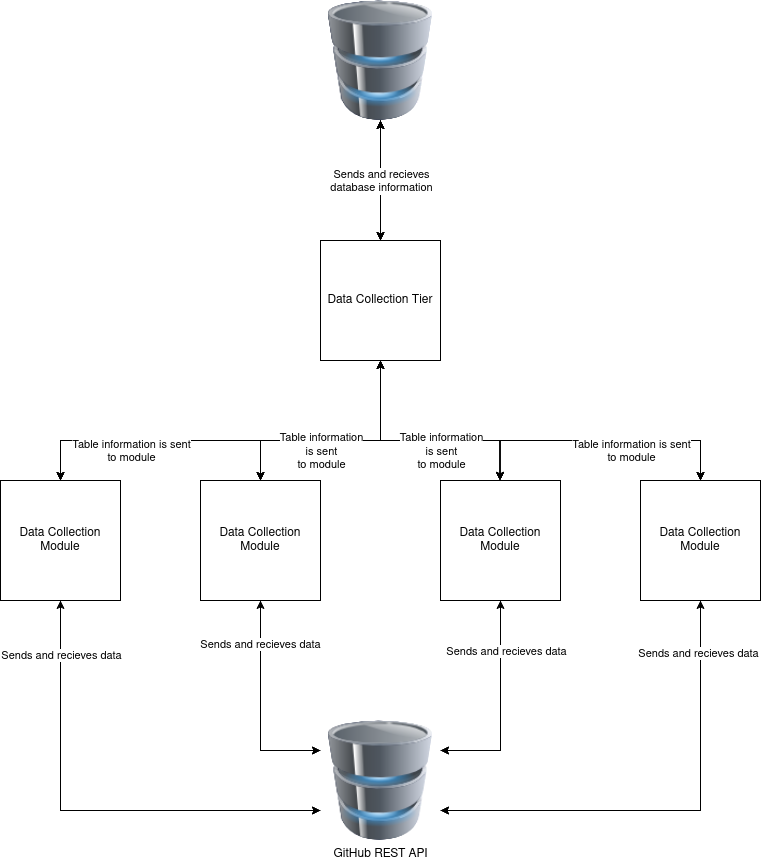 Sends and recieves
database information
Data Collection Tier
Table information is sent
to module
Table information
is sent
to module
Table information
is sent
to module
Table information is sent
to module
Data Collection
Module
Data Collection
Module
Data Collection
Module
Data Collection
Module
Sends and recieves data
Sends and recieves data
Sends and recieves data
Sends and recieves data
GitHub REST API